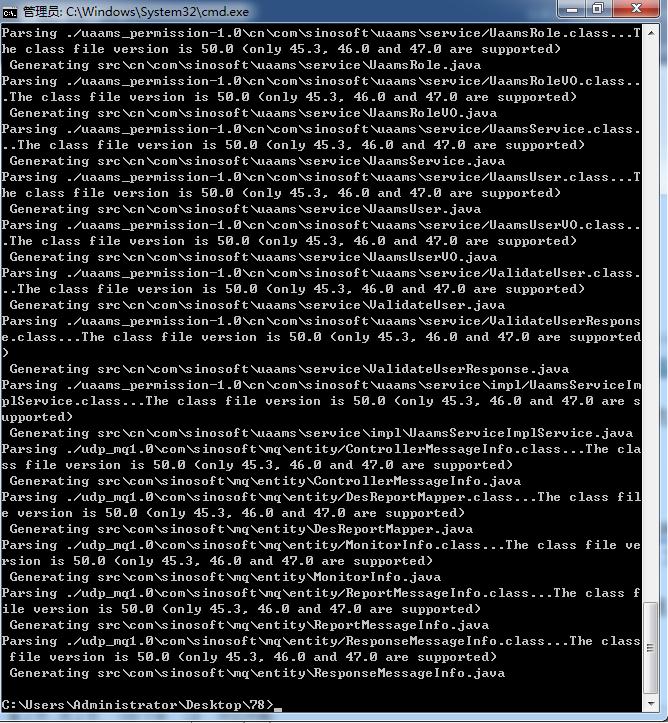 管理员: C:\Windows\System32\cmd.exe
Parsing ./uaams_permission-1.0\cn\com\sinosoft\uaams\service/UaamsRole.class...T
he class file version is 50.0 (only 45.3, 46.0 and 47.0 are supported)
 Generating src\cn\com\sinosoft\uaams\service\UaamsRole.java
Parsing ./uaams_permission-1.0\cn\com\sinosoft\uaams\service/UaamsRoleVO.class..
.The class file version is 50.0 (only 45.3, 46.0 and 47.0 are supported)
 Generating src\cn\com\sinosoft\uaams\service\UaamsRoleVO.java
Parsing ./uaams_permission-1.0\cn\com\sinosoft\uaams\service/UaamsService.class.
..The class file version is 50.0 (only 45.3, 46.0 and 47.0 are supported)
 Generating src\cn\com\sinosoft\uaams\service\UaamsService.java
Parsing ./uaams_permission-1.0\cn\com\sinosoft\uaams\service/UaamsUser.class...T
he class file version is 50.0 (only 45.3, 46.0 and 47.0 are supported)
 Generating src\cn\com\sinosoft\uaams\service\UaamsUser.java
Parsing ./uaams_permission-1.0\cn\com\sinosoft\uaams\service/UaamsUserVO.class..
.The class file version is 50.0 (only 45.3, 46.0 and 47.0 are supported)
 Generating src\cn\com\sinosoft\uaams\service\UaamsUserVO.java
Parsing ./uaams_permission-1.0\cn\com\sinosoft\uaams\service/ValidateUser.class.
..The class file version is 50.0 (only 45.3, 46.0 and 47.0 are supported)
 Generating src\cn\com\sinosoft\uaams\service\ValidateUser.java
Parsing ./uaams_permission-1.0\cn\com\sinosoft\uaams\service/ValidateUserRespons
e.class...The class file version is 50.0 (only 45.3, 46.0 and 47.0 are supported
)
 Generating src\cn\com\sinosoft\uaams\service\ValidateUserResponse.java
Parsing ./uaams_permission-1.0\cn\com\sinosoft\uaams\service\impl/UaamsServiceIm
plService.class...The class file version is 50.0 (only 45.3, 46.0 and 47.0 are s
upported)
 Generating src\cn\com\sinosoft\uaams\service\impl\UaamsServiceImplService.java
Parsing ./udp_mq1.0\com\sinosoft\mq\entity/ControllerMessageInfo.class...The cla
ss file version is 50.0 (only 45.3, 46.0 and 47.0 are supported)
 Generating src\com\sinosoft\mq\entity\ControllerMessageInfo.java
Parsing ./udp_mq1.0\com\sinosoft\mq\entity/DesReportMapper.class...The class fil
e version is 50.0 (only 45.3, 46.0 and 47.0 are supported)
 Generating src\com\sinosoft\mq\entity\DesReportMapper.java
Parsing ./udp_mq1.0\com\sinosoft\mq\entity/MonitorInfo.class...The class file ve
rsion is 50.0 (only 45.3, 46.0 and 47.0 are supported)
 Generating src\com\sinosoft\mq\entity\MonitorInfo.java
Parsing ./udp_mq1.0\com\sinosoft\mq\entity/ReportMessageInfo.class...The class f
ile version is 50.0 (only 45.3, 46.0 and 47.0 are supported)
 Generating src\com\sinosoft\mq\entity\ReportMessageInfo.java
Parsing ./udp_mq1.0\com\sinosoft\mq\entity/ResponseMessageInfo.class...The class
 file version is 50.0 (only 45.3, 46.0 and 47.0 are supported)
 Generating src\com\sinosoft\mq\entity\ResponseMessageInfo.java
C:\Users\Administrator\Desktop\78>